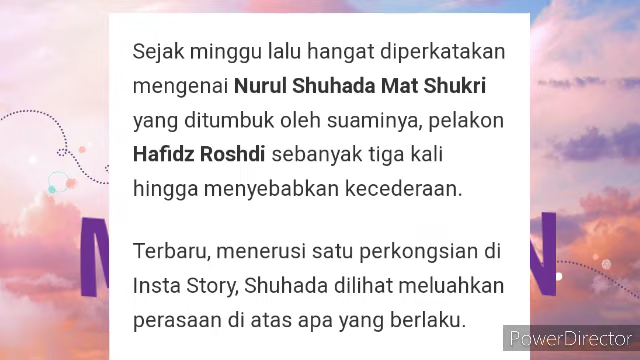 Sejak minggu lalu hangat diperkatakan
mengenai Nurul Shuhada Mat Shukri
yang ditumbuk oleh suaminya, pelakon
Hafidz Roshdi sebanyak tiga kali
hingga menyebabkan kecederaan.
Terbaru, menerusi satu perkongsian di
Insta Story, Shuhada dilihat meluahkan
perasaan di atas apa yang berlaku.
PowerDirector